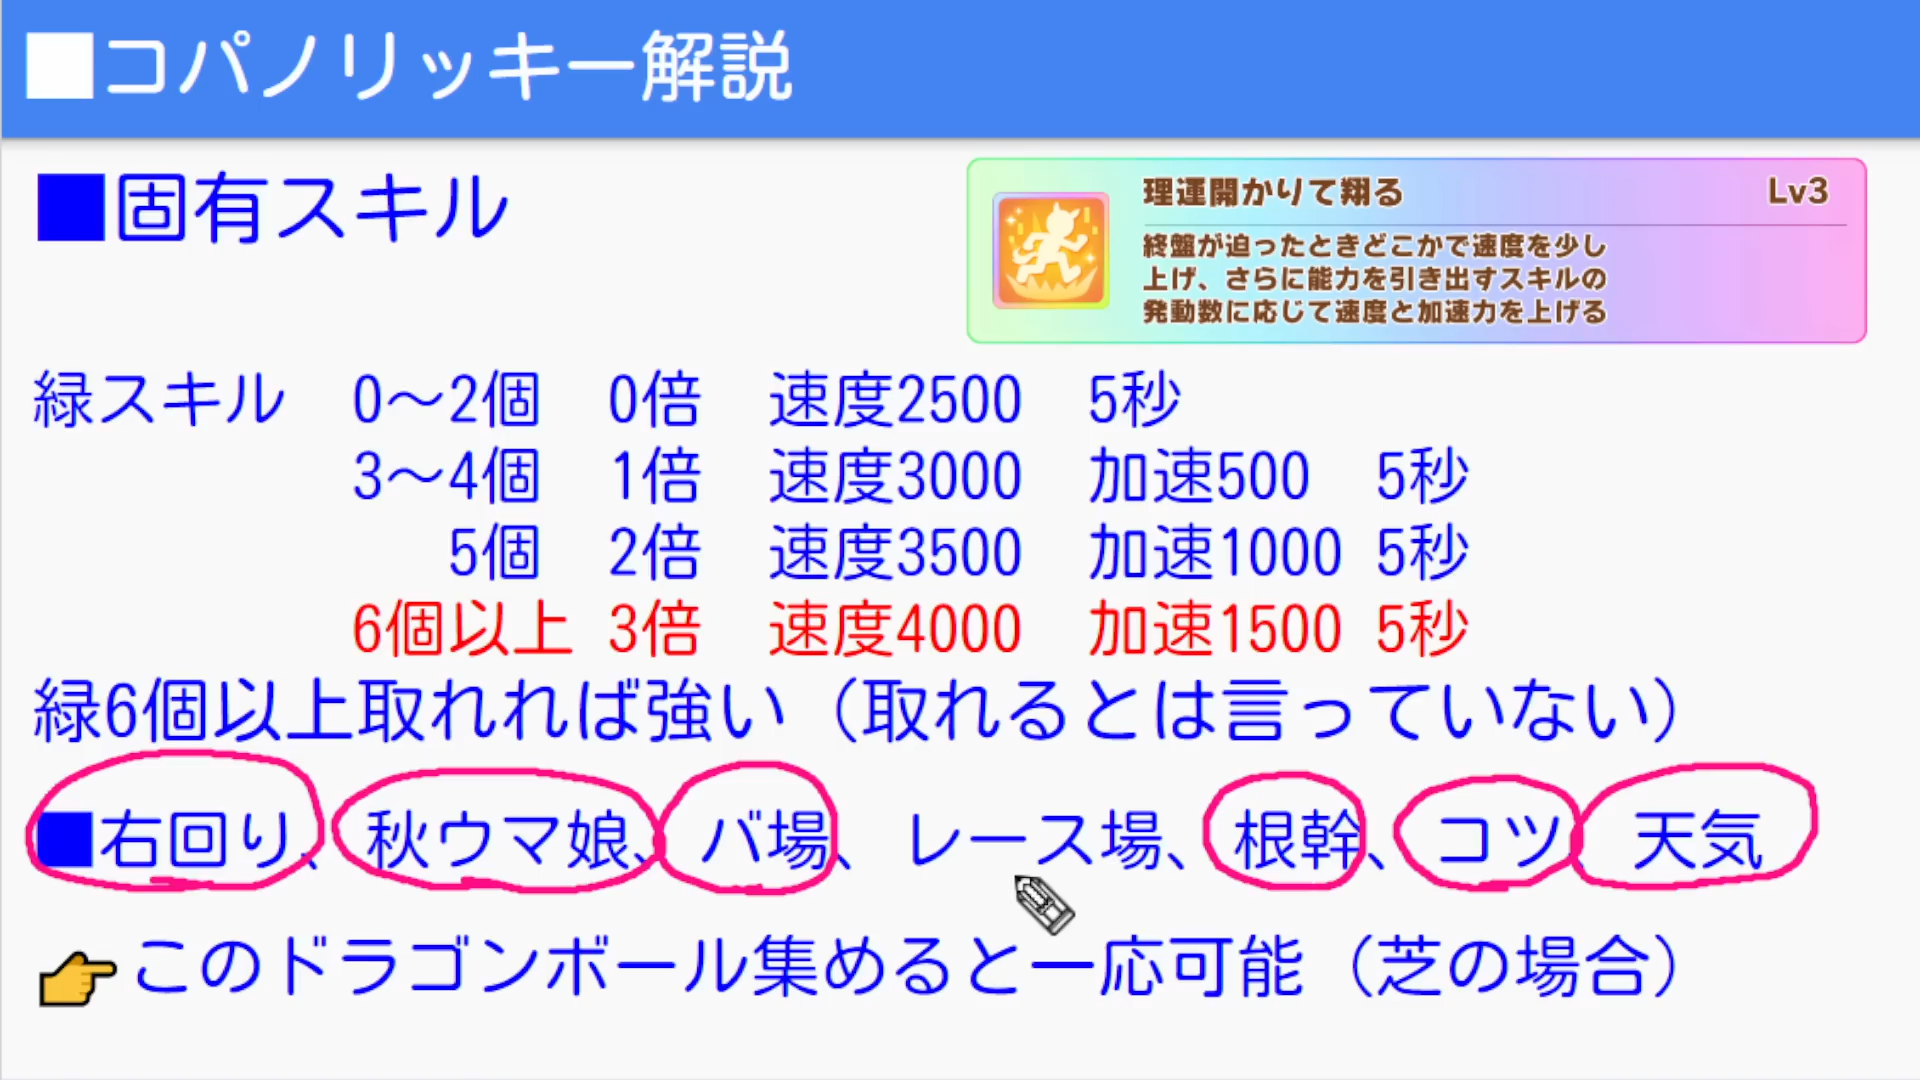 ■コパノリッキー解説
■固有スキル
理運開かりて翔る Lv3
終盤が迫ったときどこかで速度を少し
上げ、さらに能力を引き出すスキルの
発動数に応じて速度と加速力を上げる
緑スキル 0～2個 0倍 速度2500 5秒
3～4個 1倍 速度3000 加速500 5秒
5個 2倍 速度3500 加速1000 5秒
6個以上 3倍 速度4000 加速1500 5秒
緑6個以上取れれば強い（取れるとは言っていない）
■右回り、秋ウマ娘、バ場、レース場、根幹、コツ、天気
👉このドラゴンボール集めると一応可能（芝の場合）